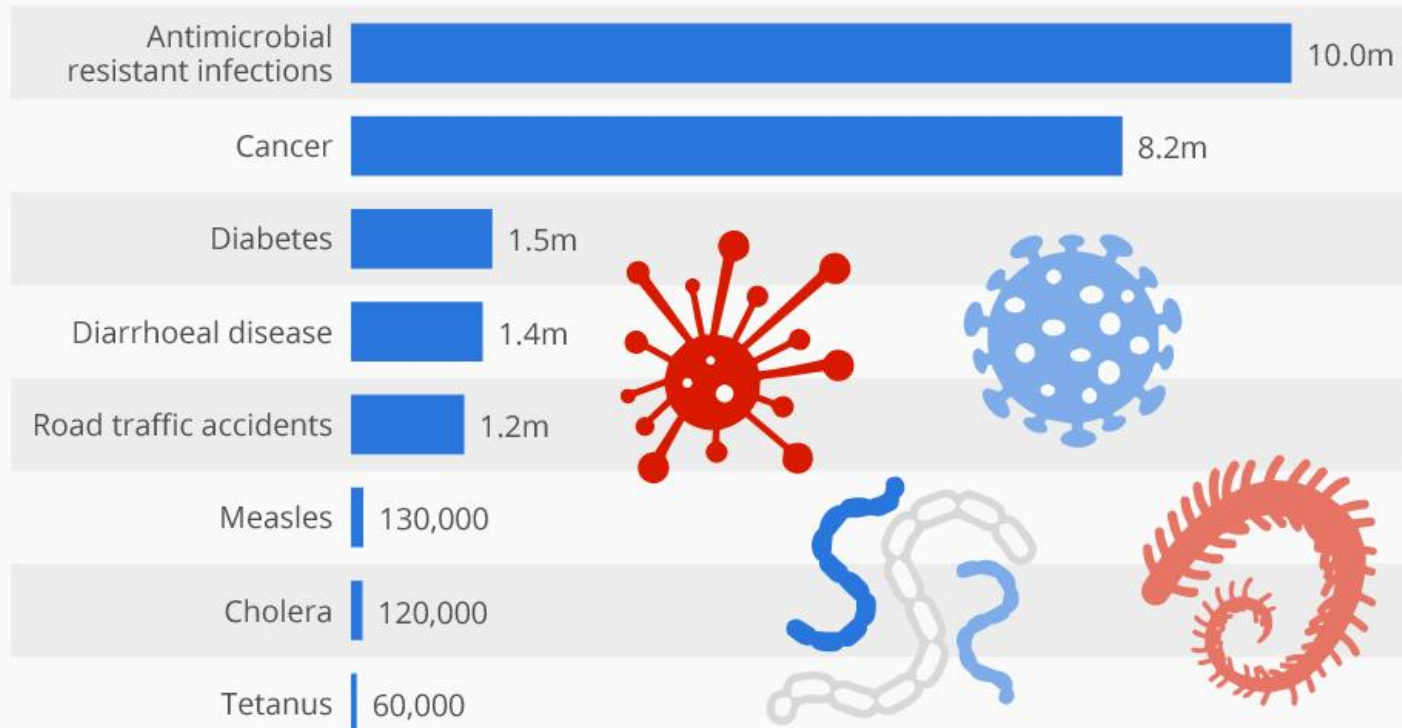 Antimicrobial
resistant infections
10.0m
Cancer
8.2m
Diabetes
1.5m
Diarrhoeal disease
1.4m
Road traffic accidents
1.2m
Measles
130,000
Cholera
120,000
Tetanus
60,000